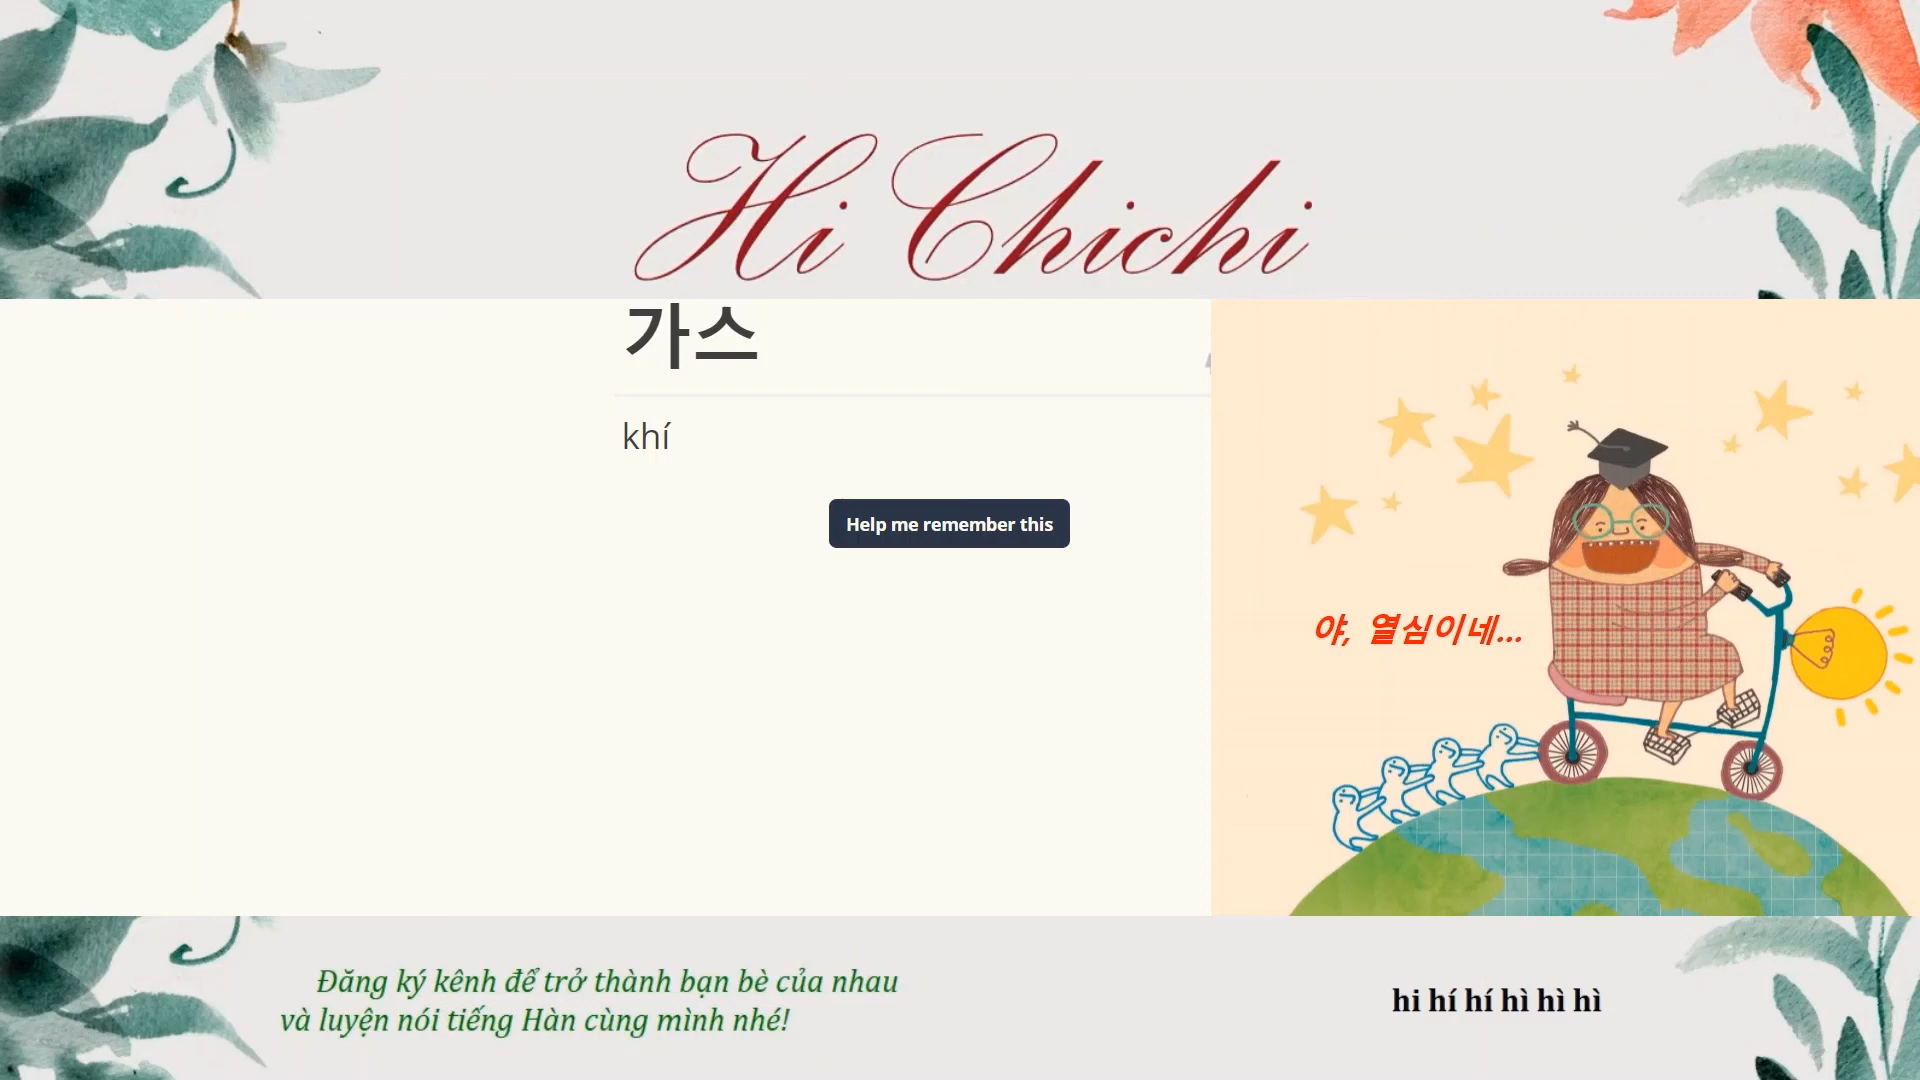 Hi Chichi
가스
khí
Help me remember this
야, 열심이네...
Đăng ký kênh để trở thành bạn bè của nhau
và luyện nói tiếng Hàn cùng mình nhé!
hi hí hí hì hì hì